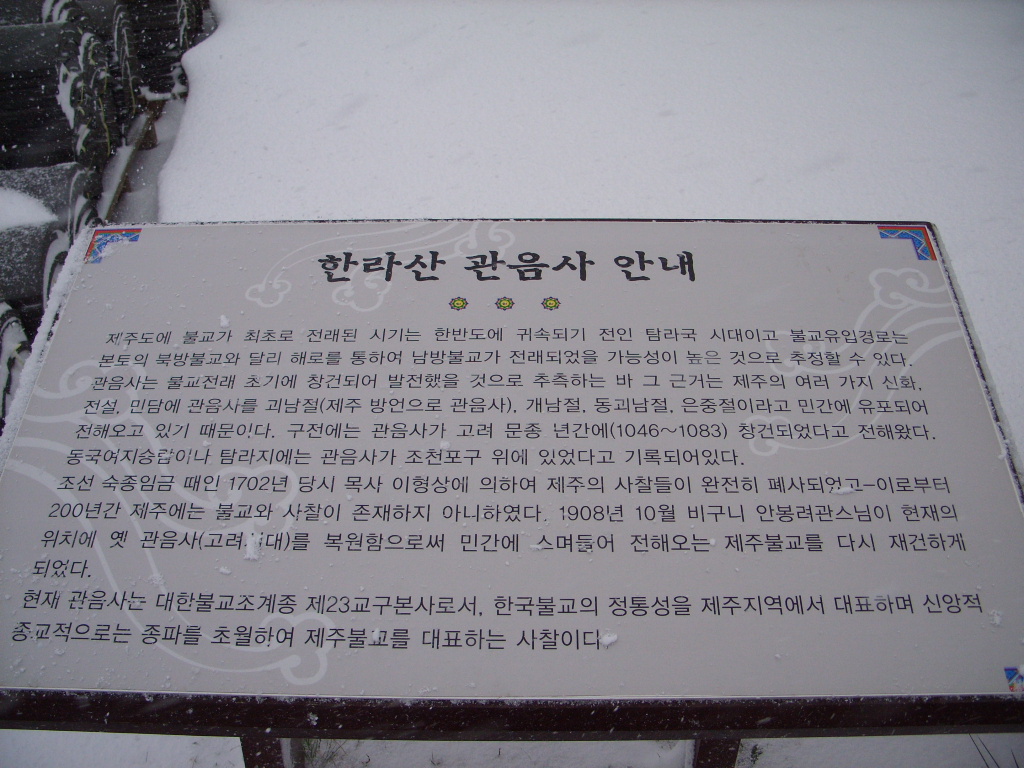 한라산 관음사 안내
제주도에 불교가 최초로 전래된 시기는 한반도에 귀속되기 전인 탐라국 시대이고 불교유입경로는
본토의 북방불교와 달리 해로를 통하여 남방불교가 전래되었을 가능성이 높은 것으로 추정할 수 있다.
관음사는 불교전래 초기에 창건되어 발전했을 것으로 추측하는 바 그 근거는 제주의 여러 가지 신화,
전설, 민담에 관음사를 괴남절(제주 방언으로 관음사), 개남절, 동괴남절, 은중절이라고 민간에 유포되어
전해오고 있기 때문이다. 구전에는 관음사가 고려 문종 년간에(1046~1083) 창건되었다고 전해왔다.
동국여지승람이나 탐라지에는 관음사가 조천포구 위에 있었다고 기록되어있다.
조선 숙종임금 때인 1702년 당시 목사 이형상에 의하여 제주의 사찰들이 완전히 폐사되었고-이로부터
200년간 제주에는 불교와 사찰이 존재하지 아니하였다. 1908년 10월 비구니 안봉려관스님이 현재의
위치에 옛 관음사(고려시대)를 복원함으로써 민간에 스며들어 전해오는 제주불교를 다시 재건하게
되었다.
현재 관음사는 대한불교조계종 제23교구본사로서, 한국불교의 정통성을 제주지역에서 대표하며 신앙적
종교적으로는 종파를 초월하여 제주불교를 대표하는 사찰이다